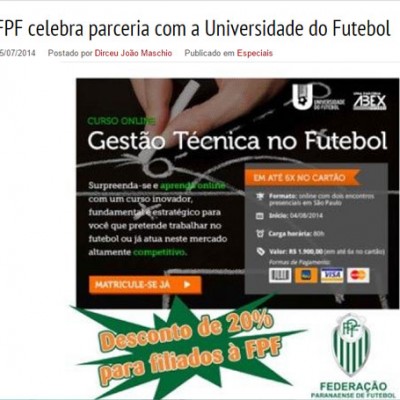 FPF celebra parceria com a Universidade do Futebol
5/07/2014 Postado por Dirceu João Maschio Publicado em Especiais
UNIVERSIDADE
DO FUTEBOL
ABEX
CURSO ONLINE
Gestão Técnica no Futebol
Surpreenda-se e aprenda online
com um curso inovador,
fundamental e estratégico para
você que pretende trabalhar no
futebol ou já atua neste mercado
altamente competitivo.
MATRICULE-SE JÁ
EM ATÉ 6X NO CARTÃO
Formato: online com dois encontros
presenciais em São Paulo
Início: 04/08/2014
Carga horária: 80h
Valor: R$ 1.900,00 (em até 6x no cartão)
Formas de Pagamento:
VISA
Desconto de 20%
para filiados à FPF
FPF
FEDERAÇÃO
PARANAENSE DE FUTEBOL